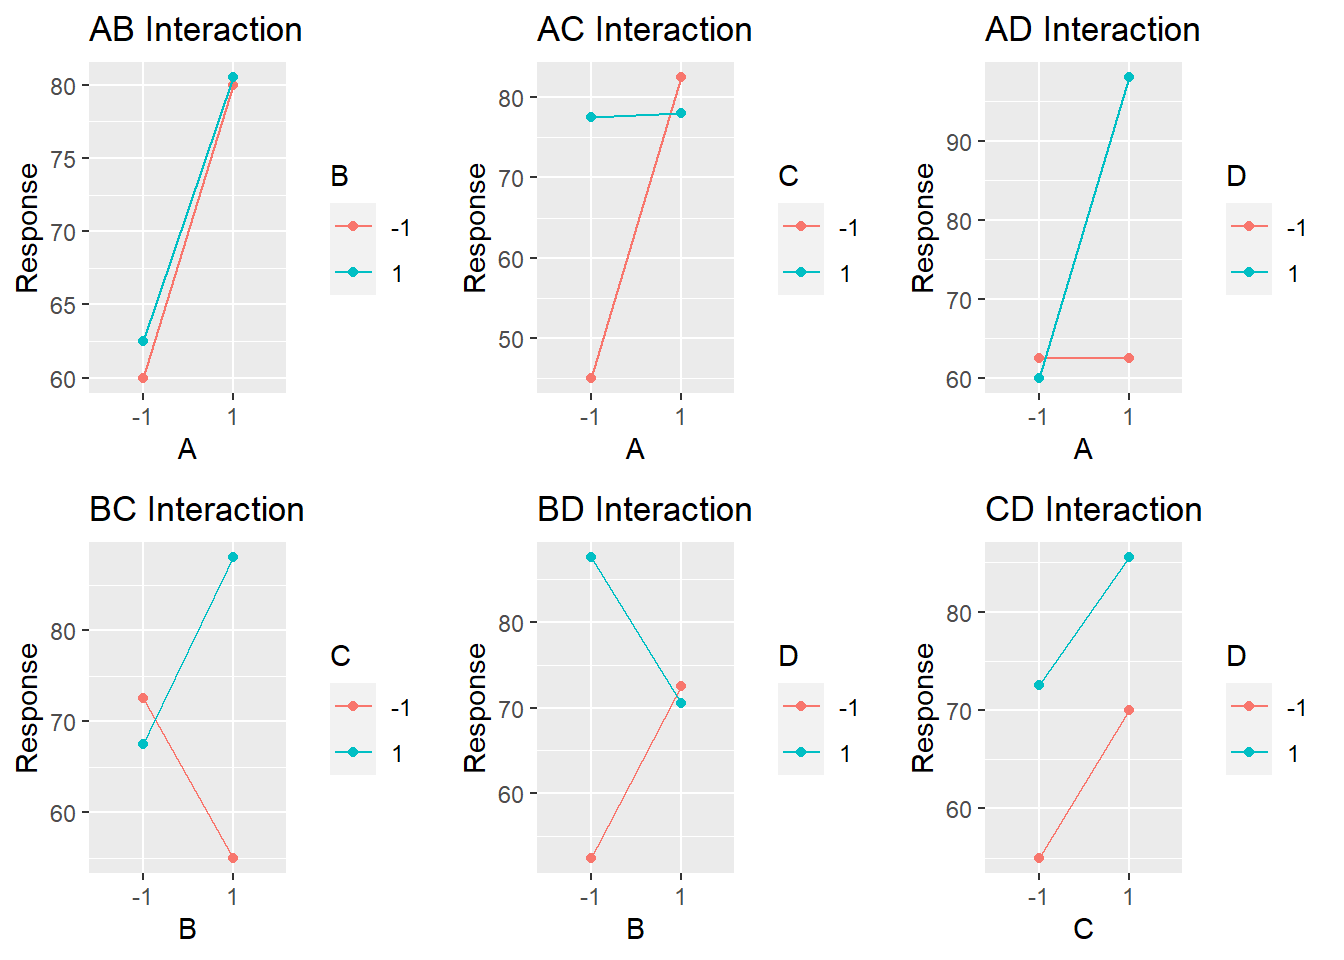 AB Interaction
Response
80
75
70
65
60
-1
1
A
B
-1
1
AC Interaction
Response
80
70
60
50
-1
1
A
C
-1
1
AD Interaction
Response
90
80
70
60
-1
1
A
D
-1
1
BC Interaction
Response
80
70
60
-1
1
B
C
-1
1
BD Interaction
Response
80
70
60
-1
1
B
D
-1
1
CD Interaction
Response
80
70
60
-1
1
C
D
-1
1